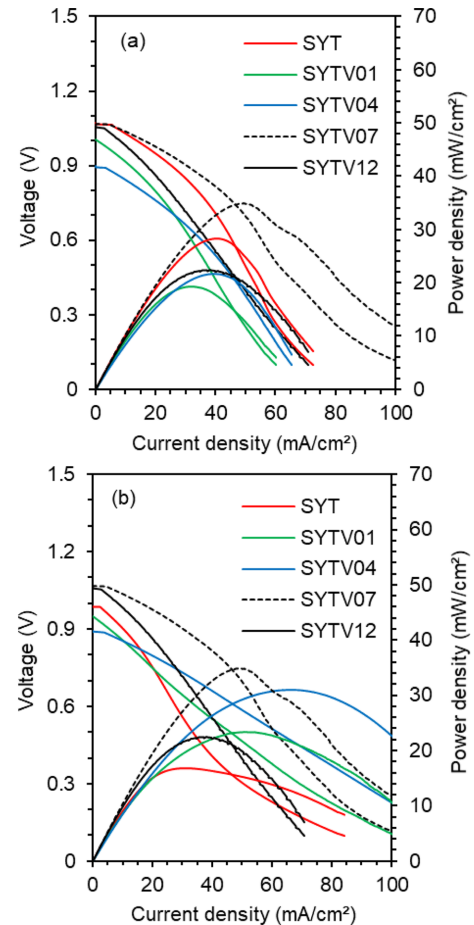 (a)
SYT
SYTV01
SYTV04
SYTV07
SYTV12
Voltage (V)
1.5
1.2
0.9
0.6
0.3
0
Power density (mW/cm²)
70
60
50
40
30
20
10
0
0 20 40 60 80 100
Current density (mA/cm²)
(b)
SYT
SYTV01
SYTV04
SYTV07
SYTV12
Voltage (V)
1.5
1.2
0.9
0.6
0.3
0
Power density (mW/cm²)
70
60
50
40
30
20
10
0
0 20 40 60 80 100
Current density (mA/cm²)